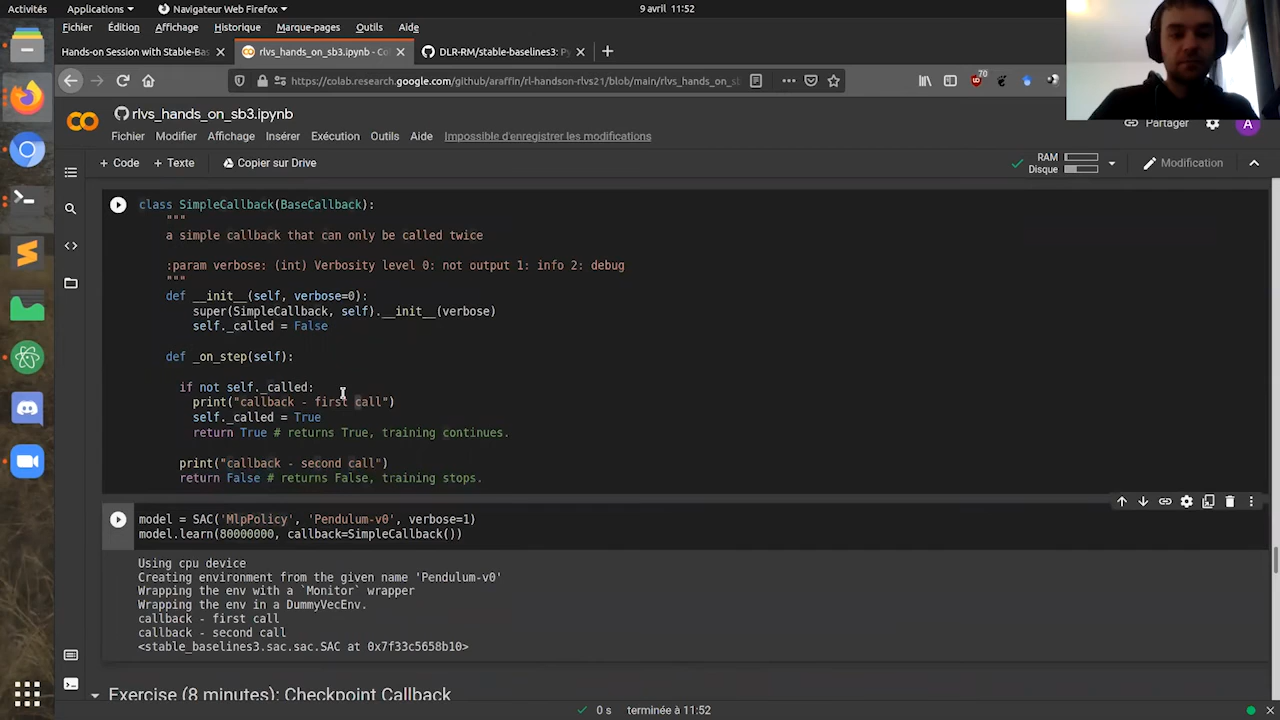 Activités
Applications
Navigateur Web Firefox
9 avril 11:52
Fichier Édition Affichage Historique Marque-pages Outils Aide
Hands-on Session with Stable-Bas
rlvs_hands_on_sb3.ipynb - Co
DLR-RM/stable-baselines3: Py
https://colab.research.google.com/github/araffin/rl-handson-rlvs21/blob/main/rlvs_hands_on_sb
70
rlvs_hands_on_sb3.ipynb
Partager
A
Fichier Modifier Affichage Insérer Exécution Outils Aide Impossible d'enregistrer les modifications
+ Code + Texte Copier sur Drive
RAM
Disque
Modification
class SimpleCallback(BaseCallback):
"""
a simple callback that can only be called twice
:param verbose: (int) Verbosity level 0: not output 1: info 2: debug
"""
def __init__(self, verbose=0):
super(SimpleCallback, self).__init__(verbose)
self._called = False
def _on_step(self):
if not self._called:
print("callback - first call")
self._called = True
return True # returns True, training continues.
print("callback - second call")
return False # returns False, training stops.
model = SAC('MlpPolicy', 'Pendulum-v0', verbose=1)
model.learn(80000000, callback=SimpleCallback())
Using cpu device
Creating environment from the given name 'Pendulum-v0'
Wrapping the env with a `Monitor` wrapper
Wrapping the env in a DummyVecEnv.
callback - first call
callback - second call
<stable_baselines3.sac.sac.SAC at 0x7f33c5658b10>
Exercise (8 minutes): Checkpoint Callback
0 s terminée à 11:52